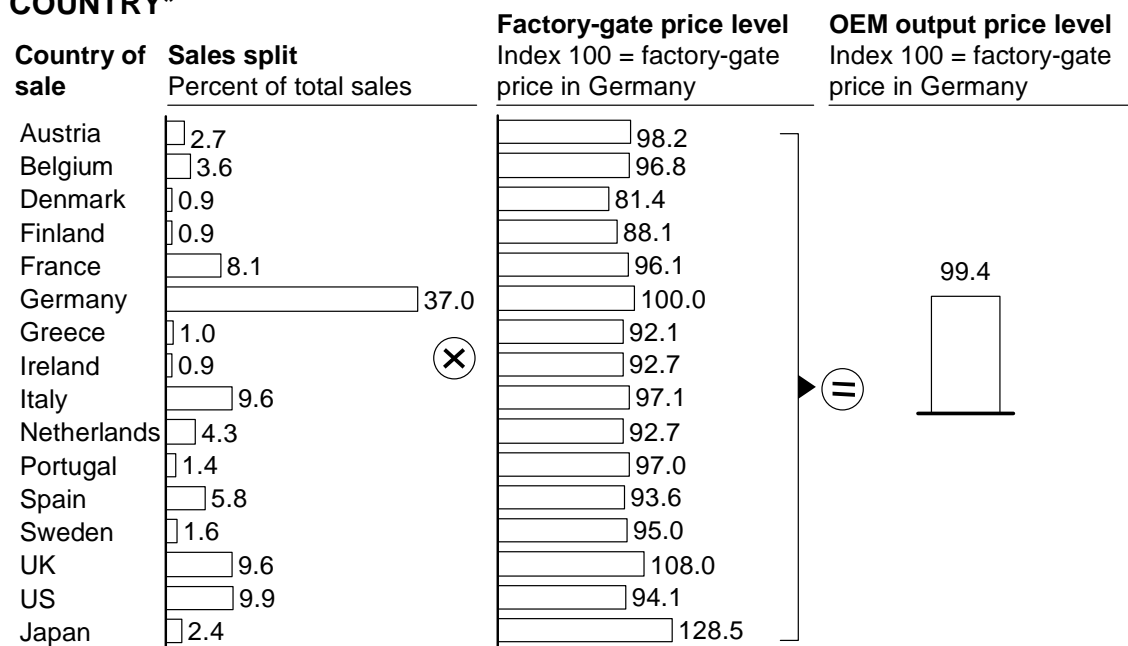 COUNTRY*
Country of sale
Sales split
Percent of total sales
Factory-gate price level
Index 100 = factory-gate
price in Germany
OEM output price level
Index 100 = factory-gate
price in Germany
Austria 2.7 98.2
Belgium 3.6 96.8
Denmark 0.9 81.4
Finland 0.9 88.1
France 8.1 96.1
Germany 37.0 100.0
Greece 1.0 92.1
Ireland 0.9 92.7
Italy 9.6 97.1
Netherlands 4.3 92.7
Portugal 1.4 97.0
Spain 5.8 93.6
Sweden 1.6 95.0
UK 9.6 108.0
US 9.9 94.1
Japan 2.4 128.5
×
=
99.4